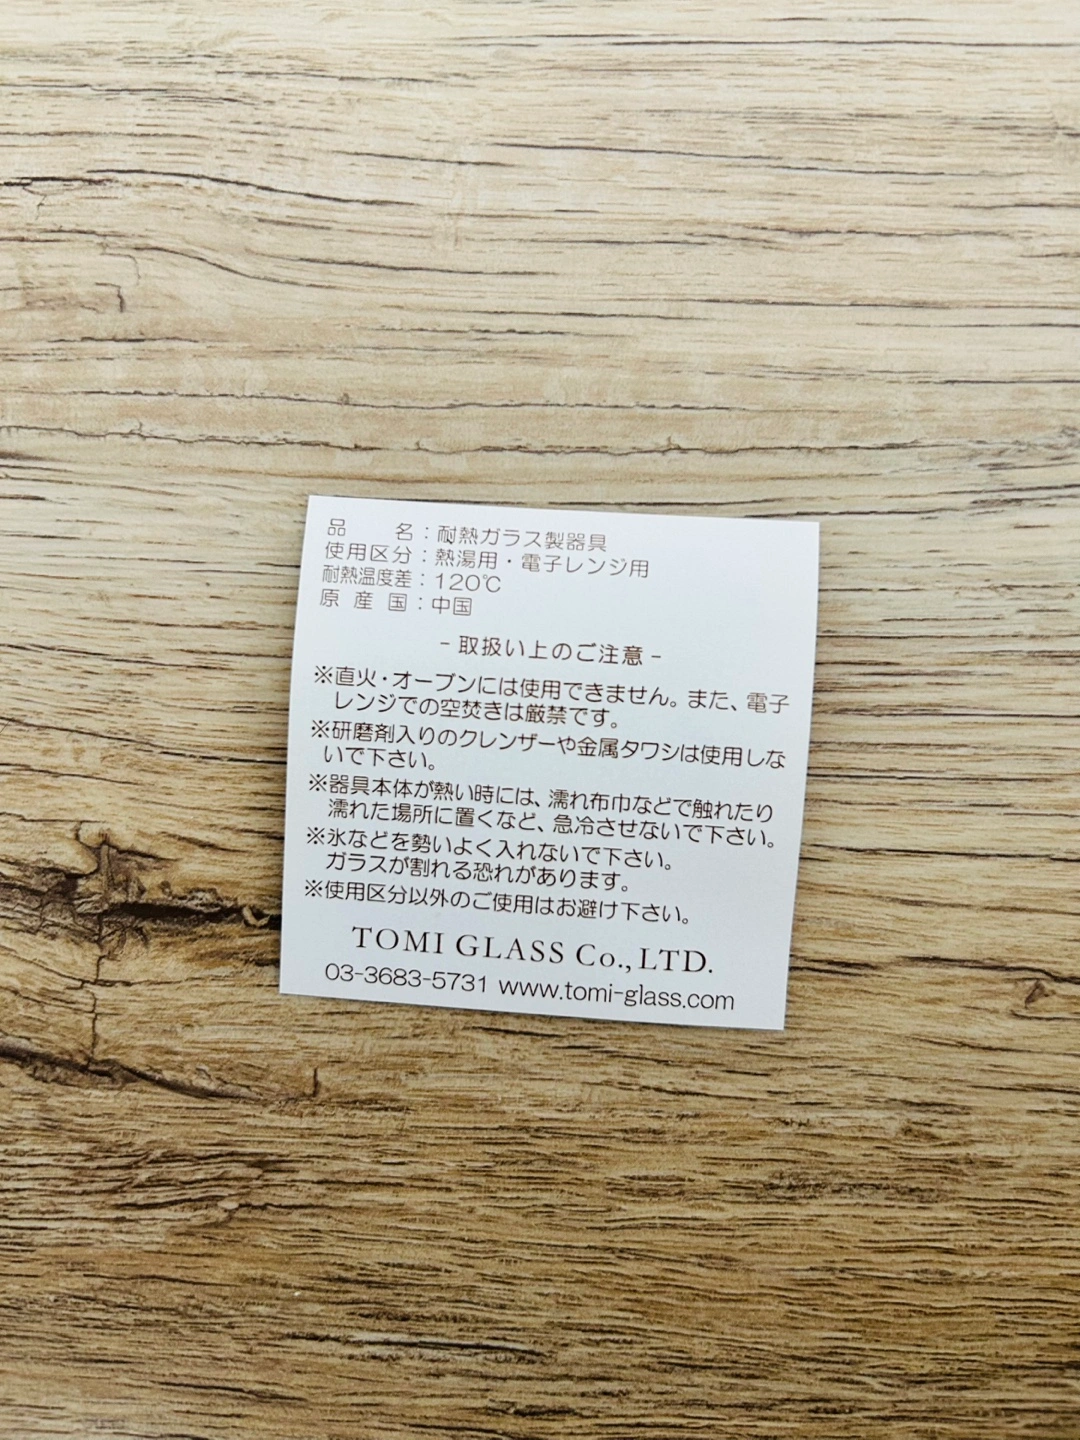 品　　名：耐熱ガラス製器具
使用区分：熱湯用・電子レンジ用
耐熱温度差：120℃
原 産 国：中国
- 取扱い上のご注意 -
※直火・オーブンには使用できません。また、電子
レンジでの空焚きは厳禁です。
※研磨剤入りのクレンザーや金属タワシは使用しな
いで下さい。
※器具本体が熱い時には、濡れ布巾などで触れたり
濡れた場所に置くなど、急冷させないで下さい。
※氷などを勢いよく入れないで下さい。
ガラスが割れる恐れがあります。
※使用区分以外のご使用はお避け下さい。
TOMI GLASS Co.,LTD.
03-3683-5731 www.tomi-glass.com